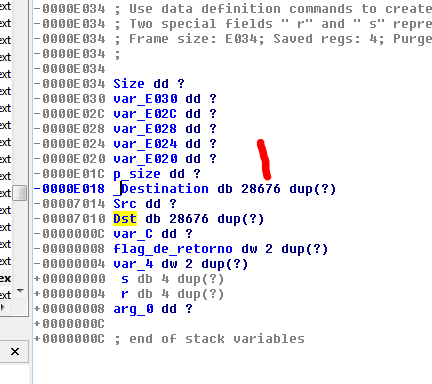 ext
ext
ext
ext
ext
ext
ext
ext
ext
ext
ext
ext
ext
ext
ex
ext
ext
-0000E034 ; Use data definition commands to create
-0000E034 ; Two special fields " r" and " s" repre
-0000E034 ; Frame size: E034; Saved regs: 4; Purge
-0000E034 ;
-0000E034
-0000E034 Size dd ?
-0000E030 var_E030 dd ?
-0000E02C var_E02C dd ?
-0000E028 var_E028 dd ?
-0000E024 var_E024 dd ?
-0000E020 var_E020 dd ?
-0000E01C p_size dd ?
-0000E018 _Destination db 28676 dup(?)
-00007014 Src dd ?
-00007010 Dst db 28676 dup(?)
-0000000C var_C dd ?
-00000008 flag_de_retorno dw 2 dup(?)
-00000004 var_4 dw 2 dup(?)
+00000000  s db 4 dup(?)
+00000004  r db 4 dup(?)
+00000008 arg_0 dd ?
+0000000C
+0000000C ; end of stack variables